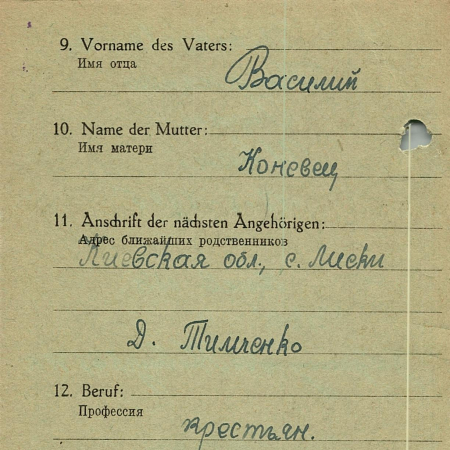 9. Vorname des Vaters:
Имя отца
Василий
10. Name der Mutter:
Имя матери
Коневец
11. Anschrift der nächsten Angehörigen:
Адрес ближайших родственников
Киевская обл., с. Лиски
Д. Тимченко
12. Beruf:
Профессия
крестьян.